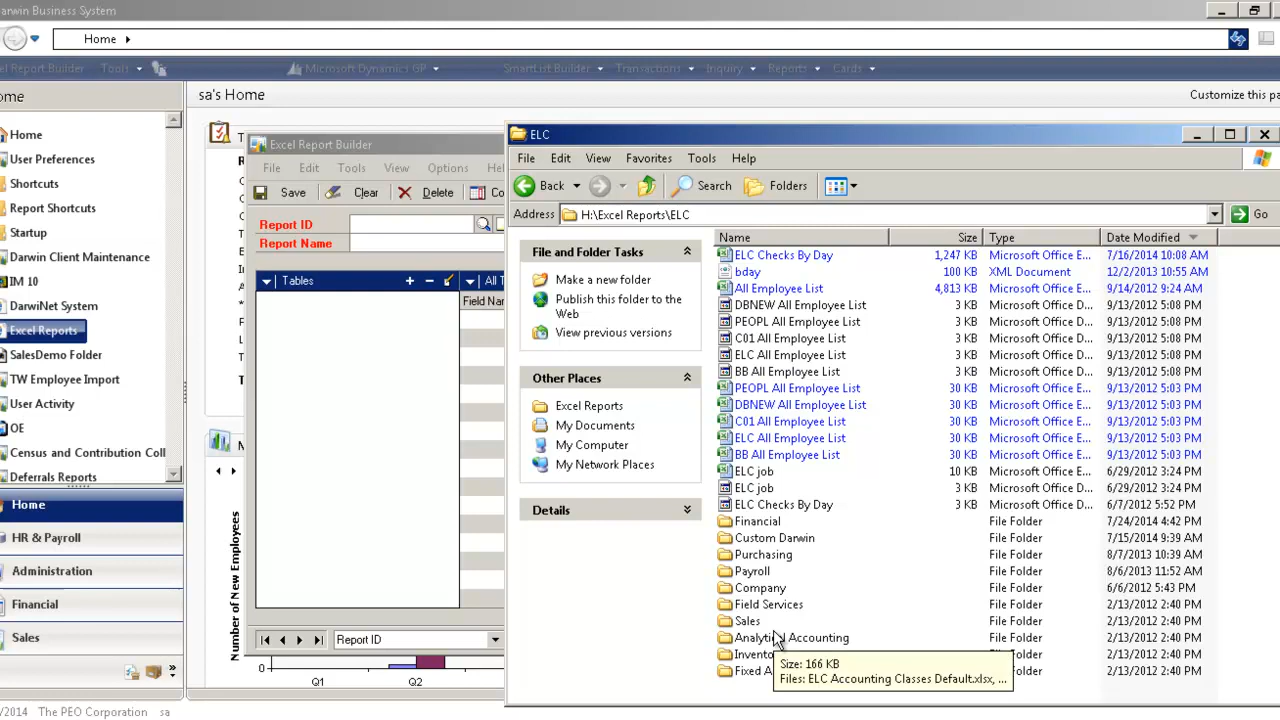 arwin Business System
Home
el Report Builder Tools Microsoft Dynamics GP SmartList Builder Transactions Inquiry Reports Cards
ome
sa's Home
Customize this pa
Home
User Preferences
Shortcuts
Report Shortcuts
Startup
Darwin Client Maintenance
IM 10
DarwiNet System
Excel Reports
SalesDemo Folder
TW Employee Import
User Activity
OE
Census and Contribution Coll
Deferrals Reports
Home
HR & Payroll
Administration
Financial
Sales
/2014 The PEO Corporation sa
Number of New Employees
0
Q1
Q2
Excel Report Builder
File Edit Tools View Options Hel
Save Clear Delete Co
Report ID
Report Name
Tables
All T
Field Nar
Report ID
ELC
File Edit View Favorites Tools Help
Back Search Folders
Address H:\Excel Reports\ELC Go
File and Folder Tasks
Make a new folder
Publish this folder to the
Web
View previous versions
Other Places
Excel Reports
My Documents
My Computer
My Network Places
Details
Name Size Type Date Modified
ELC Checks By Day 1,247 KB Microsoft Office E... 7/16/2014 10:08 AM
bday 100 KB XML Document 12/2/2013 10:55 AM
All Employee List 4,813 KB Microsoft Office E... 9/14/2012 9:24 AM
DBNEW All Employee List 3 KB Microsoft Office D... 9/13/2012 5:08 PM
PEOPL All Employee List 3 KB Microsoft Office D... 9/13/2012 5:08 PM
C01 All Employee List 3 KB Microsoft Office D... 9/13/2012 5:08 PM
ELC All Employee List 3 KB Microsoft Office D... 9/13/2012 5:08 PM
BB All Employee List 3 KB Microsoft Office D... 9/13/2012 5:08 PM
PEOPL All Employee List 30 KB Microsoft Office E... 9/13/2012 5:03 PM
DBNEW All Employee List 30 KB Microsoft Office E... 9/13/2012 5:03 PM
C01 All Employee List 30 KB Microsoft Office E... 9/13/2012 5:03 PM
ELC All Employee List 30 KB Microsoft Office E... 9/13/2012 5:03 PM
BB All Employee List 30 KB Microsoft Office E... 9/13/2012 5:03 PM
ELC job 10 KB Microsoft Office E... 6/29/2012 3:24 PM
ELC job 3 KB Microsoft Office D... 6/29/2012 3:24 PM
ELC Checks By Day 3 KB Microsoft Office D... 6/7/2012 5:52 PM
Financial File Folder 7/24/2014 4:42 PM
Custom Darwin File Folder 7/15/2014 9:39 AM
Purchasing File Folder 8/7/2013 10:39 AM
Payroll File Folder 8/6/2013 11:52 AM
Company File Folder 6/6/2012 5:43 PM
Field Services File Folder 2/13/2012 2:40 PM
Sales File Folder 2/13/2012 2:40 PM
Analytical Accounting File Folder 2/13/2012 2:40 PM
Invento File Folder 2/13/2012 2:40 PM
Fixed A File Folder 2/13/2012 2:40 PM
Size: 166 KB
Files: ELC Accounting Classes Default.xlsx, ...